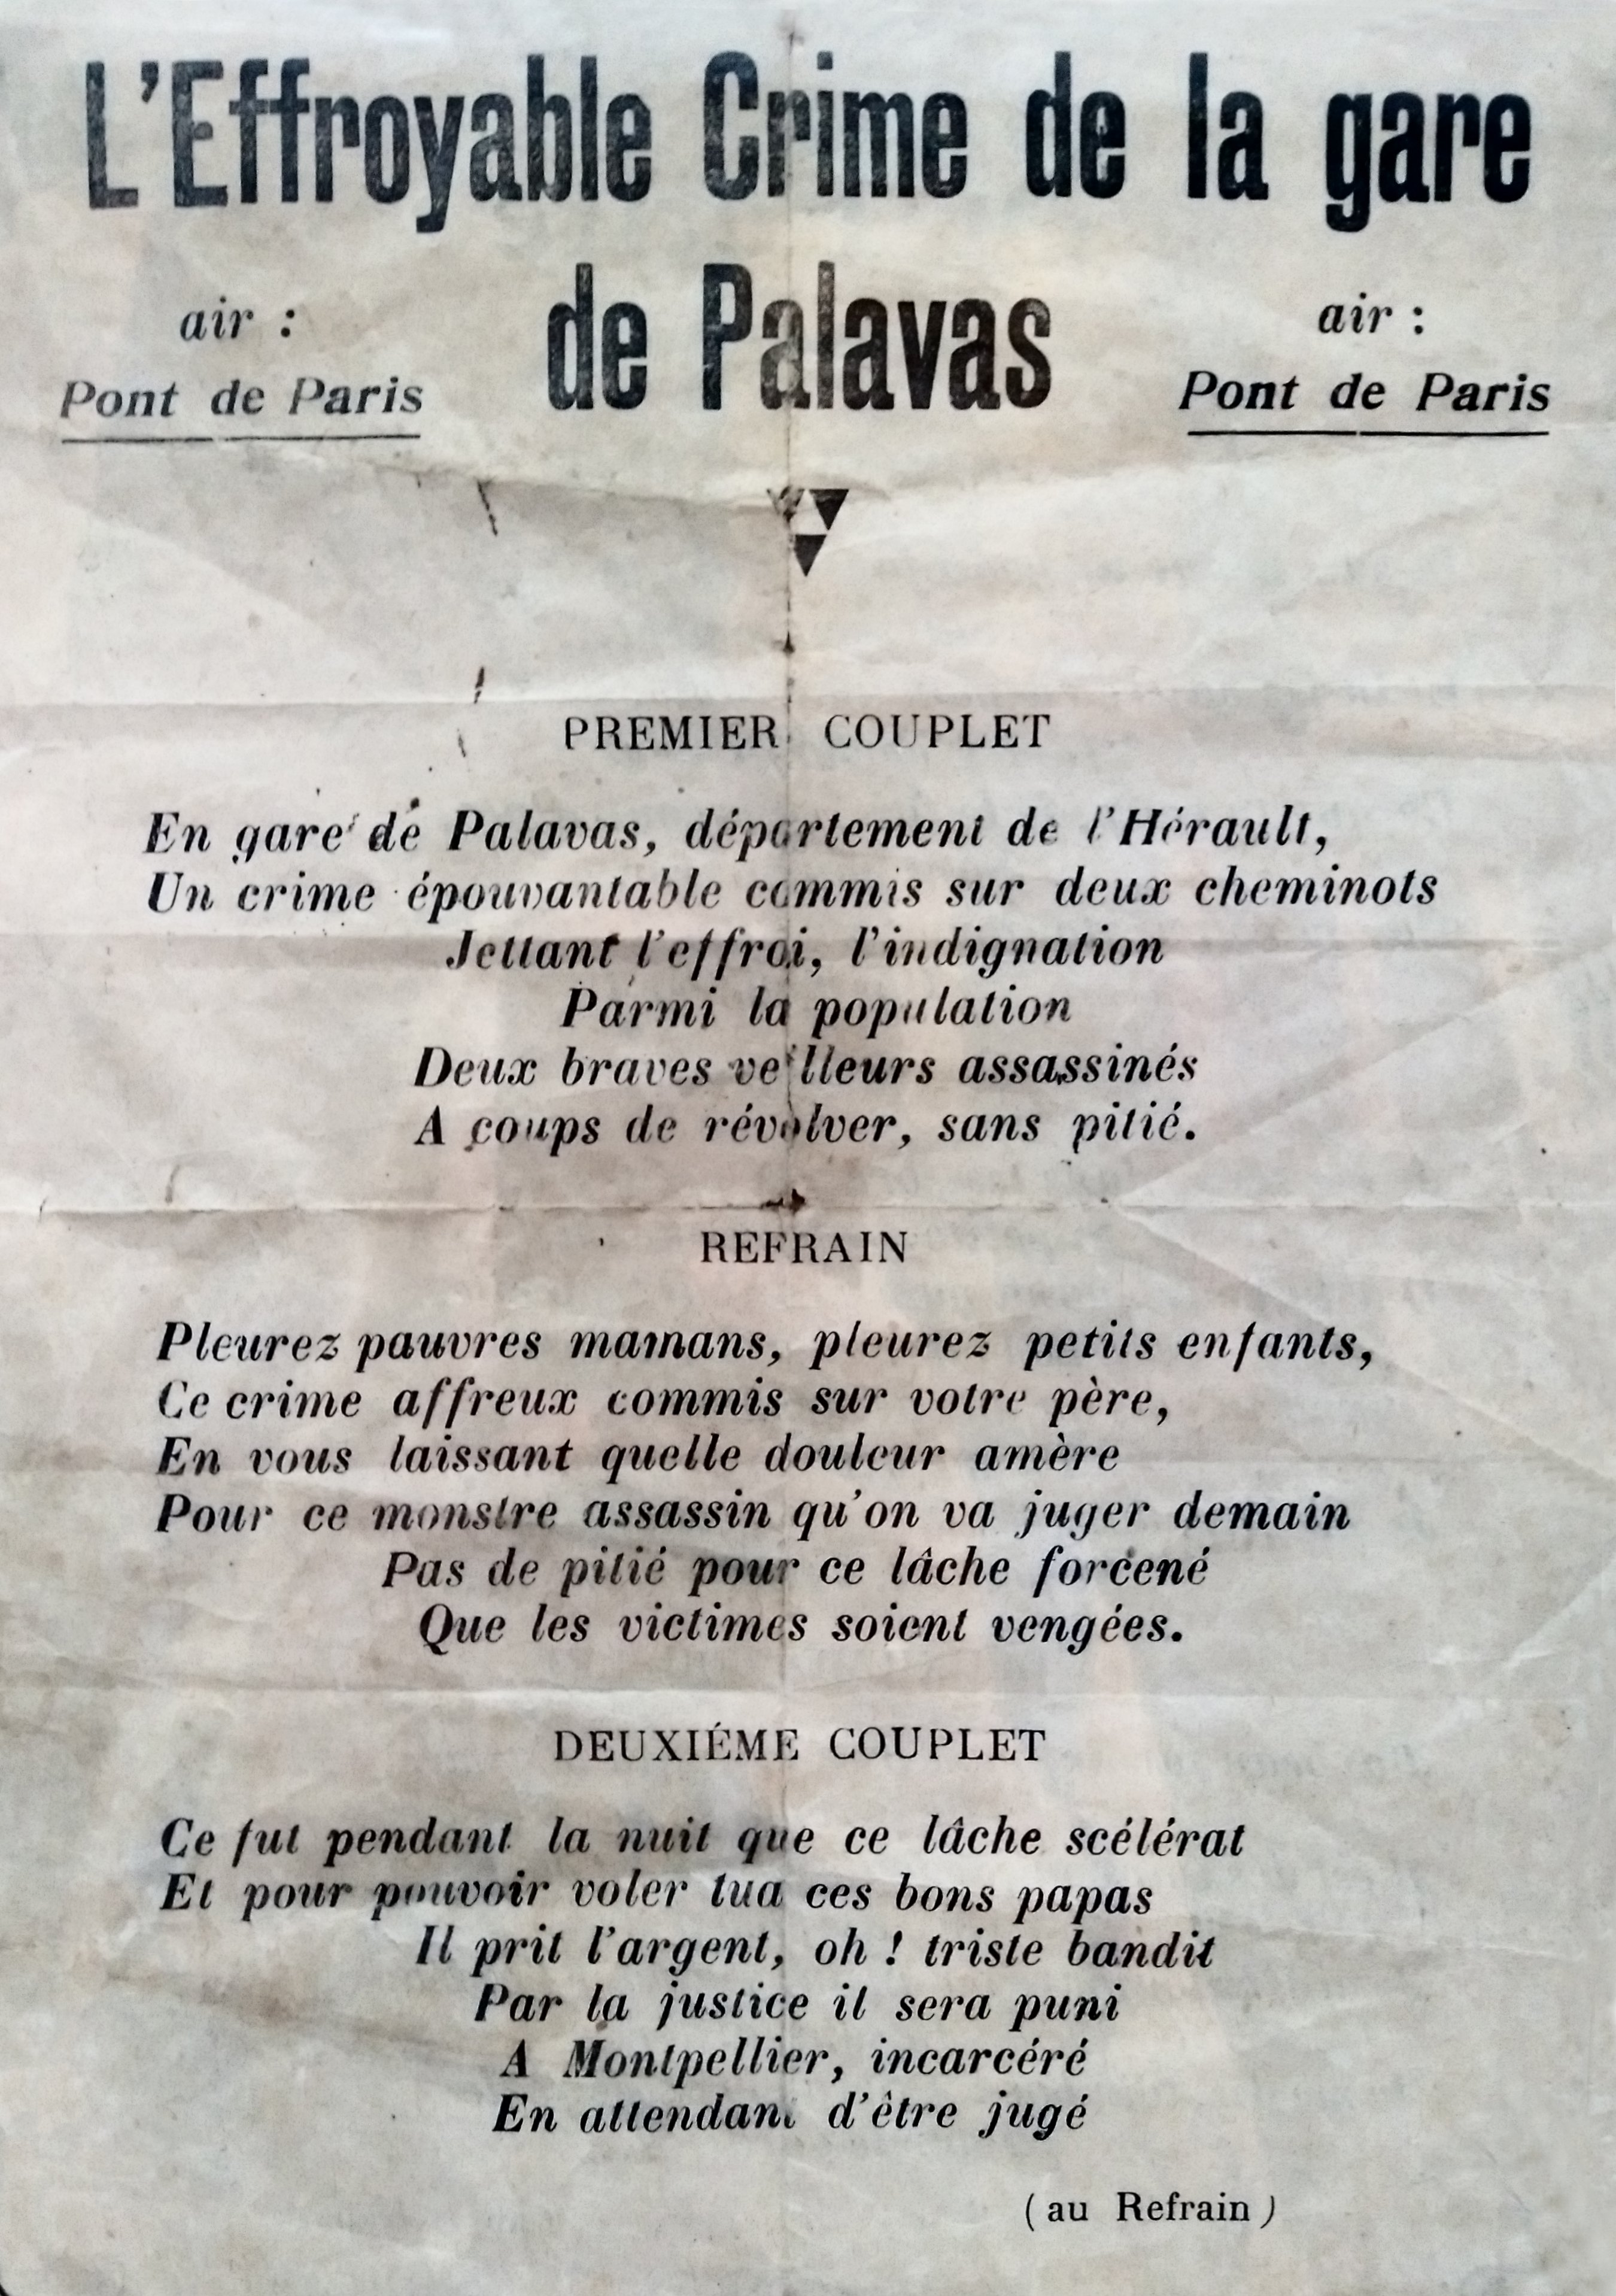 L'Effroyable Crime de la gare
de Palavas
air :
Pont de Paris
air :
Pont de Paris
PREMIER COUPLET
En gare de Palavas, département de l'Hérault,
Un crime épouvantable commis sur deux cheminots
Jettant l'effroi, l'indignation
Parmi la population
Deux braves veilleurs assassinés
A coups de révolver, sans pitié.
REFRAIN
Pleurez pauvres mamans, pleurez petits enfants,
Ce crime affreux commis sur votre père,
En vous laissant quelle douleur amère
Pour ce monstre assassin qu'on va juger demain
Pas de pitié pour ce lâche forcené
Que les victimes soient vengées.
DEUXIÉME COUPLET
Ce fut pendant la nuit que ce lâche scélérat
Et pour pouvoir voler tua ces bons papas
Il prit l'argent, oh ! triste bandit
Par la justice il sera puni
A Montpellier, incarcéré
En attendant d'être jugé
( au Refrain )